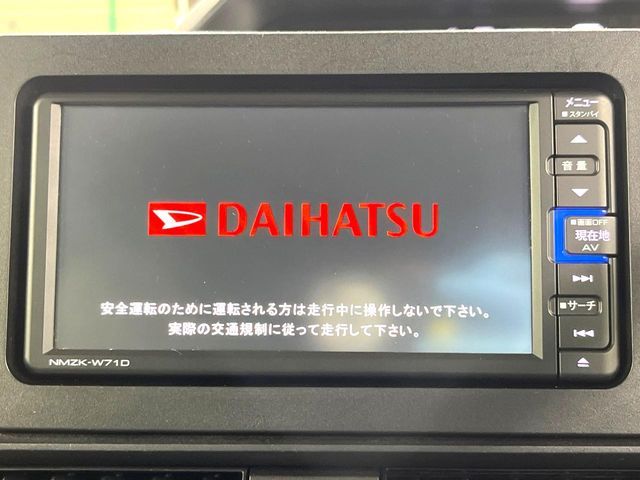 メニュー
■スタンバイ
音量
■画面OFF
現在地
AV
■サーチ
DAIHATSU
安全運転のために運転される方は走行中に操作しないで下さい。
実際の交通規制に従って走行して下さい。
NMZK-W71D